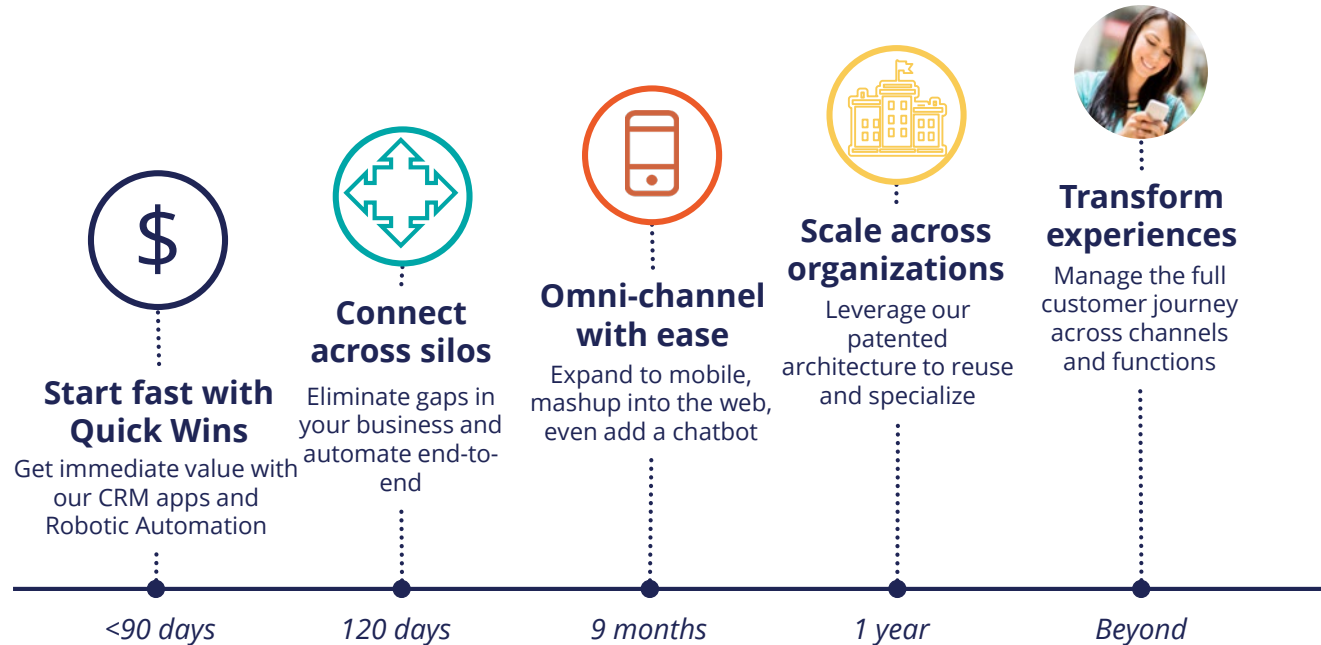 $
Start fast with
Quick Wins
Get immediate value with
our CRM apps and
Robotic Automation
<90 days
Connect
across silos
Eliminate gaps in
your business and
automate end-to-
end
120 days
Omni-channel
with ease
Expand to mobile,
mashup into the web,
even add a chatbot
9 months
Scale across
organizations
Leverage our
patented
architecture to reuse
and specialize
1 year
Transform
experiences
Manage the full
customer journey
across channels
and functions
Beyond